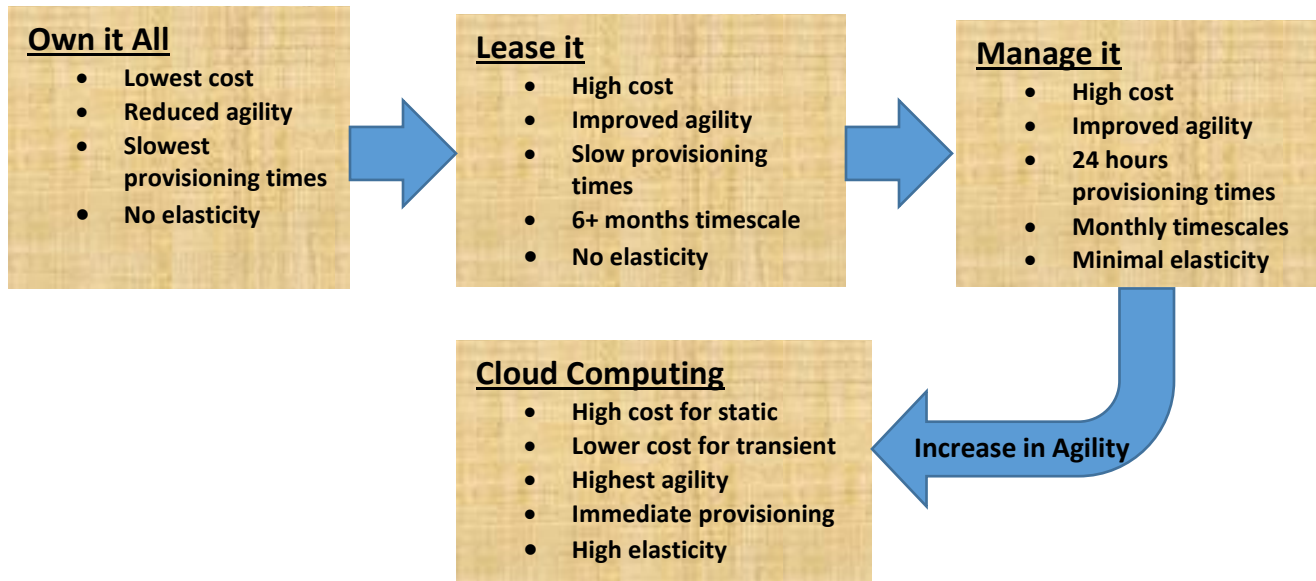 Own it All
• Lowest cost
• Reduced agility
• Slowest
provisioning times
• No elasticity
Lease it
• High cost
• Improved agility
• Slow provisioning
times
• 6+ months timescale
• No elasticity
Manage it
• High cost
• Improved agility
• 24 hours
provisioning times
• Monthly timescales
• Minimal elasticity
Cloud Computing
• High cost for static
• Lower cost for transient
• Highest agility
• Immediate provisioning
• High elasticity
Increase in Agility